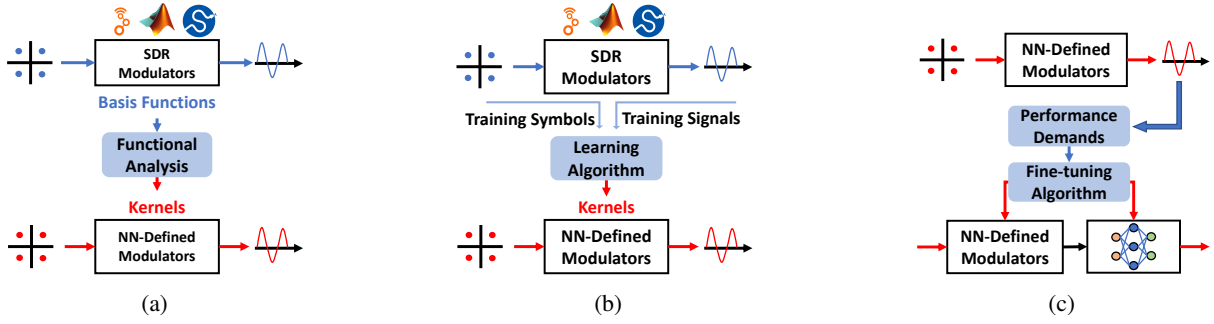 SDR
Modulators
Basis Functions
Functional
Analysis
Kernels
NN-Defined
Modulators
(a)
SDR
Modulators
Training Symbols
Training Signals
Learning
Algorithm
Kernels
NN-Defined
Modulators
(b)
NN-Defined
Modulators
Performance
Demands
Fine-tuning
Algorithm
NN-Defined
Modulators
(c)